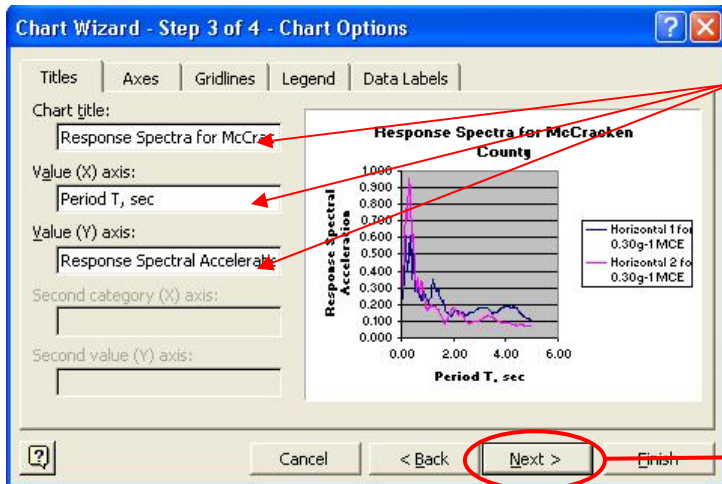 Chart Wizard - Step 3 of 4 - Chart Options
Titles
Axes
Gridlines
Legend
Data Labels
Chart title:
Response Spectra for McCrac
Value (X) axis:
Period T, sec
Value (Y) axis:
Response Spectral Acceleratio
Second category (X) axis:
Second value (Y) axis:
Response Spectra for McCracken
County
Response Spectral
Acceleration
1.000
0.900
0.800
0.700
0.600
0.500
0.400
0.300
0.200
0.100
0.000
0.00 2.00 4.00 6.00
Period T, sec
Horizontal 1 for
0.30g-1 MCE
Horizontal 2 fo
0.30g-1 MCE
Cancel
< Back
Next >
Finish